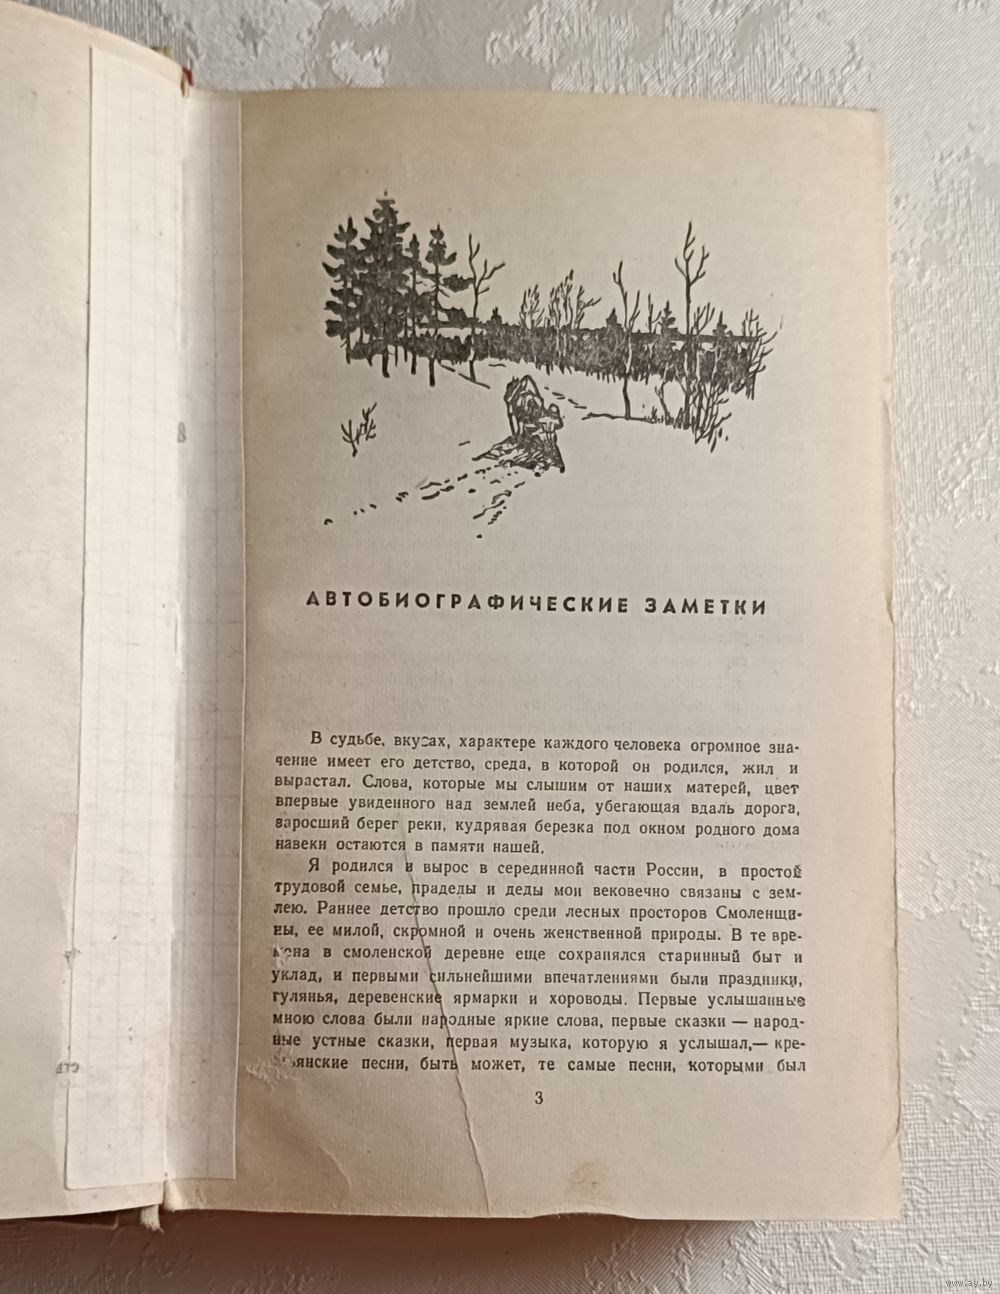 АВТОБИОГРАФИЧЕСКИЕ ЗАМЕТКИ
В судьбе, вкусах, характере каждого человека огромное зна-
чение имеет его детство, среда, в которой он родился, жил и
вырастал. Слова, которые мы слышим от наших матерей, цвет
впервые увиденного над землей неба, убегающая вдаль дорога,
заросший берег реки, кудрявая березка под окном родного дома
навеки остаются в памяти нашей.
Я родился и вырос в серединной части России, в простой
трудовой семье, прадеды и деды мои вековечно связаны с зем-
лею. Раннее детство прошло среди лесных просторов Смоленщи-
ны, ее милой, скромной и очень женственной природы. В те вре-
мена в смоленской деревне еще сохранялся старинный быт и
уклад, и первыми сильнейшими впечатлениями были праздники,
гулянья, деревенские ярмарки и хороводы. Первые услышанные
мною слова были народные яркие слова, первые сказки — народ-
ные устные сказки, первая музыка, которую я услышал,— кре-
стьянские песни, быть может, те самые песни, которыми был
3
www.ay.by